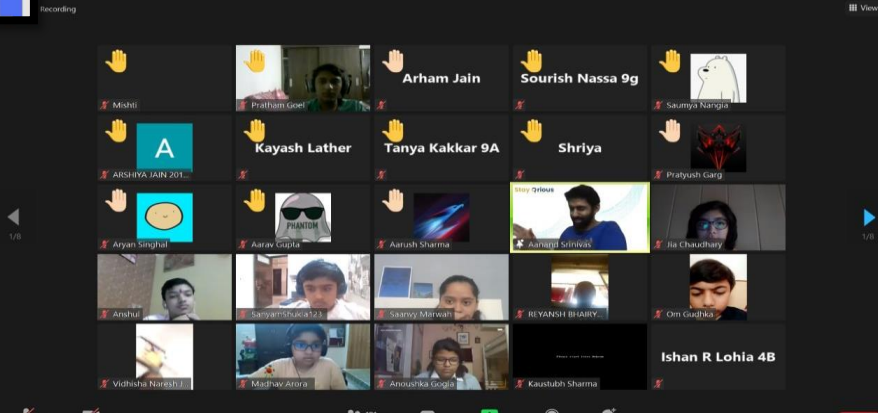 Recording
View
Mishti
Pratham Goel
Arham Jain
Sourish Nassa 9g
Saumya Nangia
A
ARSHIYA JAIN 201...
Kayash Lather
Tanya Kakkar 9A
Shriya
Pratyush Garg
Aryan Singhal
PHANTOM
Aarav Gupta
Aarush Sharma
Stay Qrious
Aanand Srinivas
Jia Chaudhary
1/8
1/8
Anshul
SanyamShukla123
Saanvy Marwah
REYANSH BHAIRY...
Om Gudhka
Vidhisha Naresh J...
Madhav Arora
Anoushka Gogia
Kaustubh Sharma
Ishan R Lohia 4B